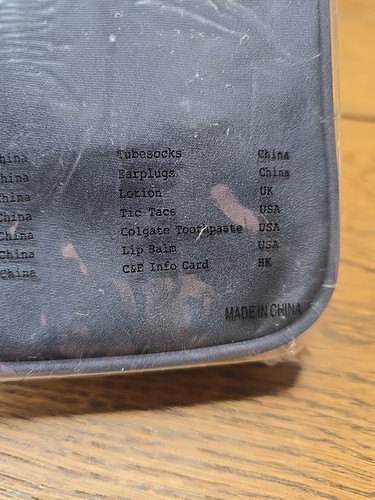 China Tubesocks China
China Earplugs China
China Lotion UK
China Tic Tacs USA
China Colgate Toothpaste USA
China Lip Balm USA
China C&E Info Card HK
MADE IN CHINA